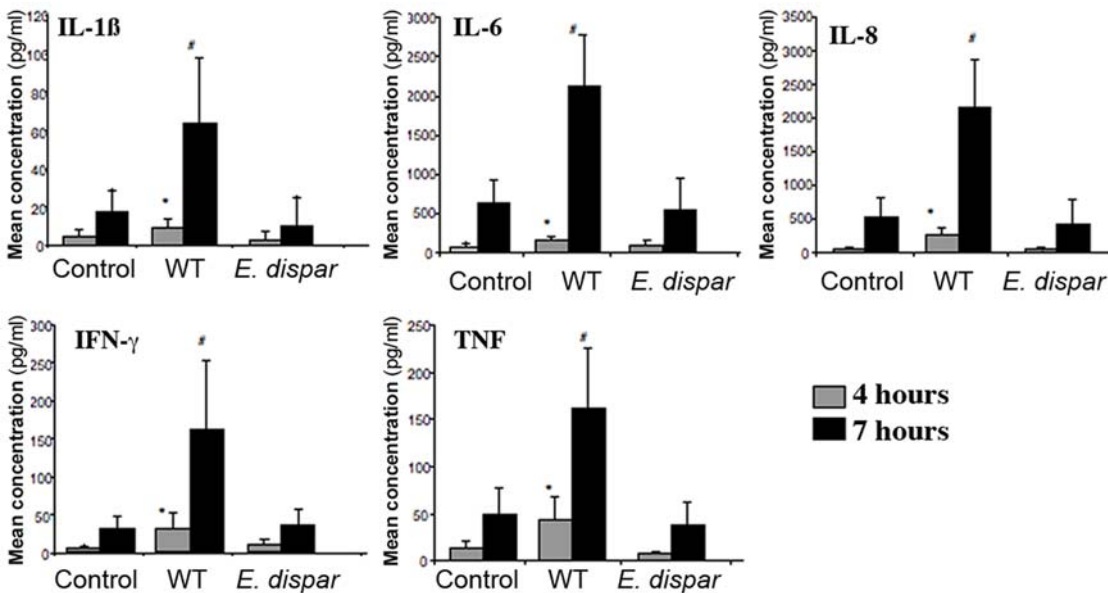 IL-1ß
Mean concentration (pg/ml)
120
100
80
60
40
20
0
#
*
Control WT E. dispar
IL-6
Mean concentration (pg/ml)
3000
2500
2000
1500
1000
500
0
#
*
Control WT E. dispar
IL-8
Mean concentration (pg/ml)
3500
3000
2500
2000
1500
1000
500
0
#
*
Control WT E. dispar
IFN-γ
Mean concentration (pg/ml)
300
250
200
150
100
50
0
#
*
Control WT E. dispar
TNF
Mean concentration (pg/ml)
250
200
150
100
50
0
#
*
Control WT E. dispar
4 hours
7 hours